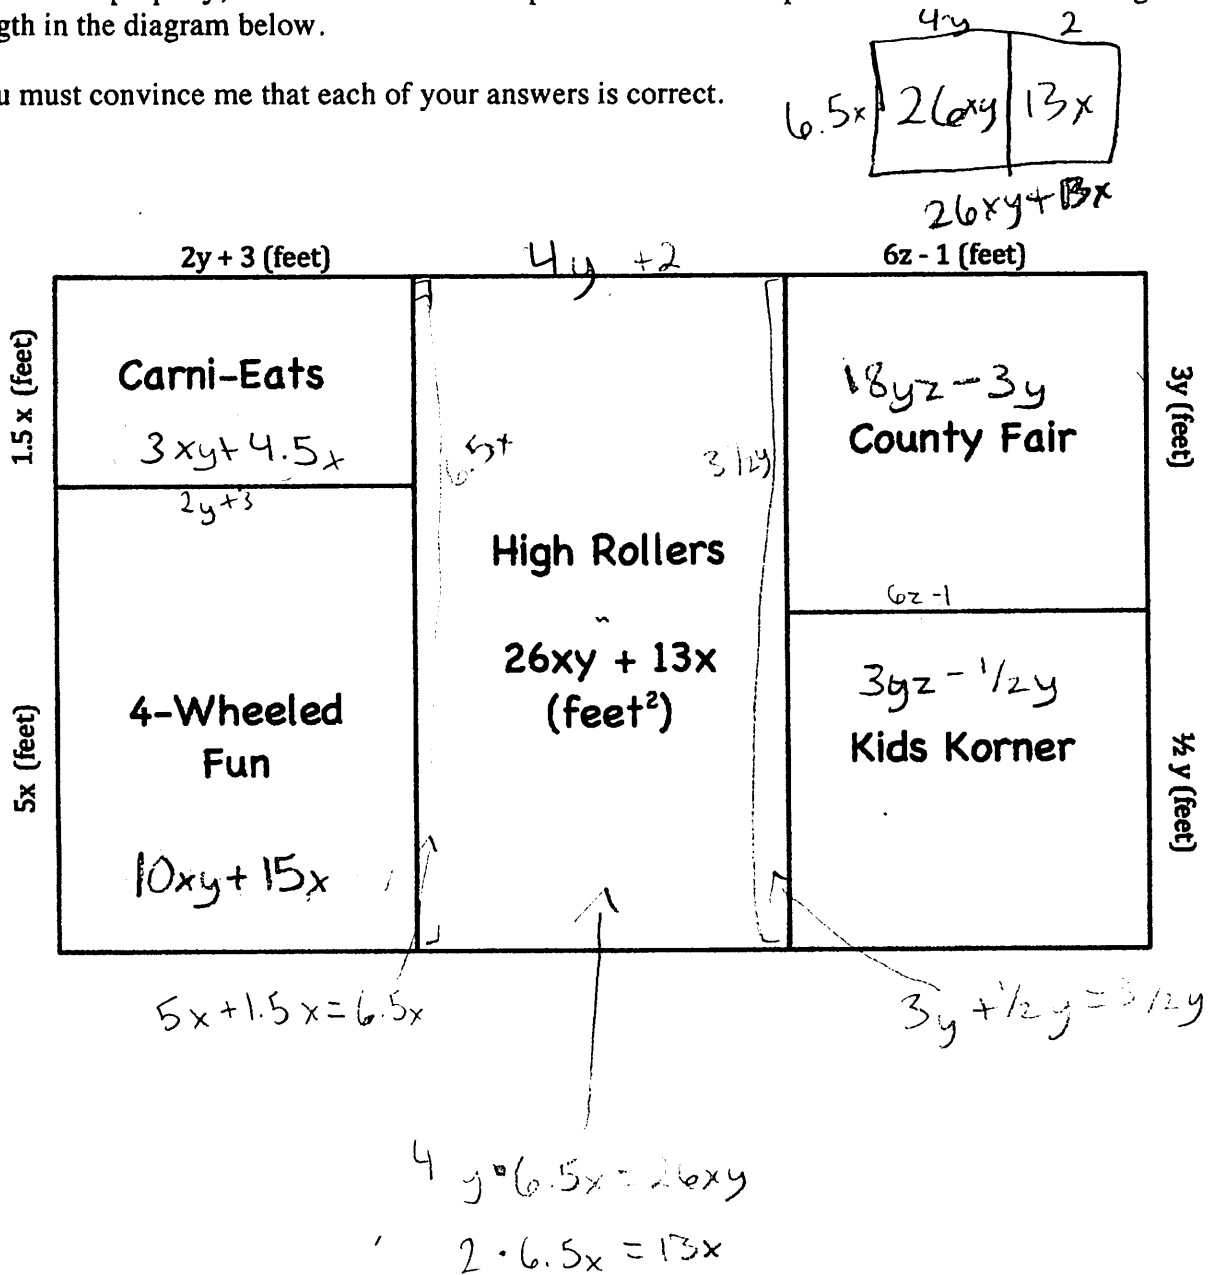 gth in the diagram below.
u must convince me that each of your answers is correct.
4y 2
6.5x 26xy 13x
26xy+13x
2y + 3 (feet) 4y +2 6z - 1 (feet)
1.5 x (feet)
Carni-Eats
3xy+4.5x
2y+3
5x (feet)
4-Wheeled
Fun
10xy+15x
6.5x
High Rollers
26xy + 13x
(feet²)
3 1/2y
18yz-3y
County Fair
3y (feet)
6z-1
3yz-1/2y
Kids Korner
½ y (feet)
5x+1.5x=6.5x
3y+1/2y=3 1/2y
4y•6.5x=26xy
2·6.5x=13x